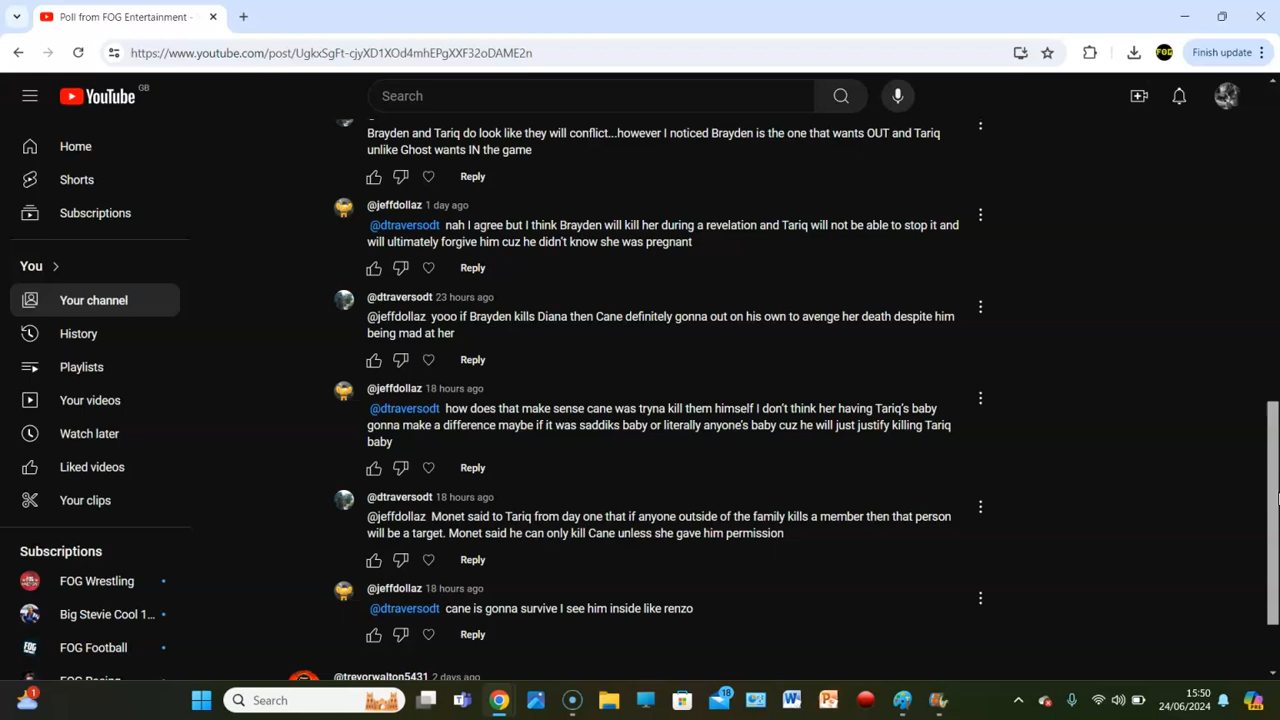 Poll from FOG Entertainment -
https://www.youtube.com/post/UgkxSgFt-cjyXD1XOd4mhEPgXXF32oDAME2n
FOG
Finish update
YouTube GB
Search
Home
Shorts
Subscriptions
You
Your channel
History
Playlists
Your videos
Watch later
Liked videos
Your clips
Subscriptions
FOG Wrestling
Big Stevie Cool 1...
FOG Football
Brayden and Tariq do look like they will conflict...however I noticed Brayden is the one that wants OUT and Tariq
unlike Ghost wants IN the game
Reply
@jeffdollaz 1 day ago
@dtraversodt nah I agree but I think Brayden will kill her during a revelation and Tariq will not be able to stop it and
will ultimately forgive him cuz he didn't know she was pregnant
Reply
@dtraversodt 23 hours ago
@jeffdollaz yooo if Brayden kills Diana then Cane definitely gonna out on his own to avenge her death despite him
being mad at her
Reply
@jeffdollaz 18 hours ago
@dtraversodt how does that make sense cane was tryna kill them himself I don't think her having Tariq's baby
gonna make a difference maybe if it was saddiks baby or literally anyone's baby cuz he will just justify killing Tariq
baby
Reply
@dtraversodt 18 hours ago
@jeffdollaz Monet said to Tariq from day one that if anyone outside of the family kills a member then that person
will be a target. Monet said he can only kill Cane unless she gave him permission
Reply
@jeffdollaz 18 hours ago
@dtraversodt cane is gonna survive I see him inside like renzo
Reply
@trevorwalton5431 2 days ago
1
Search
18
15:50
24/06/2024